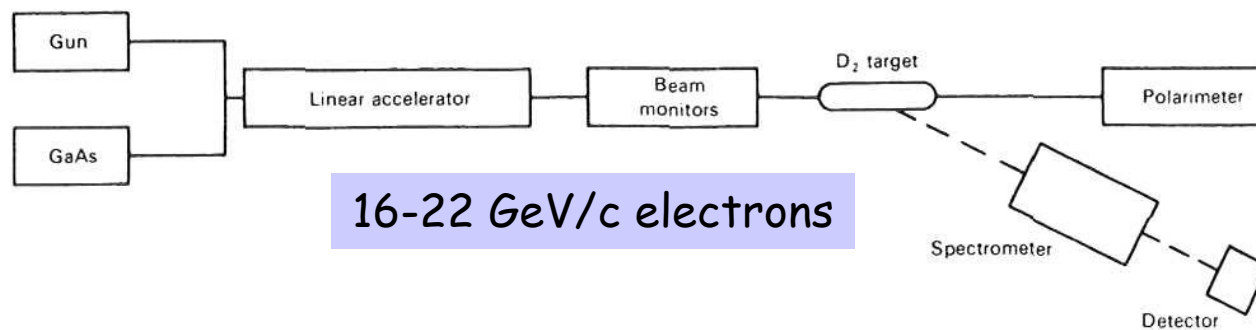 Gun
GaAs
Linear accelerator
Beam
monitors
D₂ target
Polarimeter
16-22 GeV/c electrons
Spectrometer
Detector